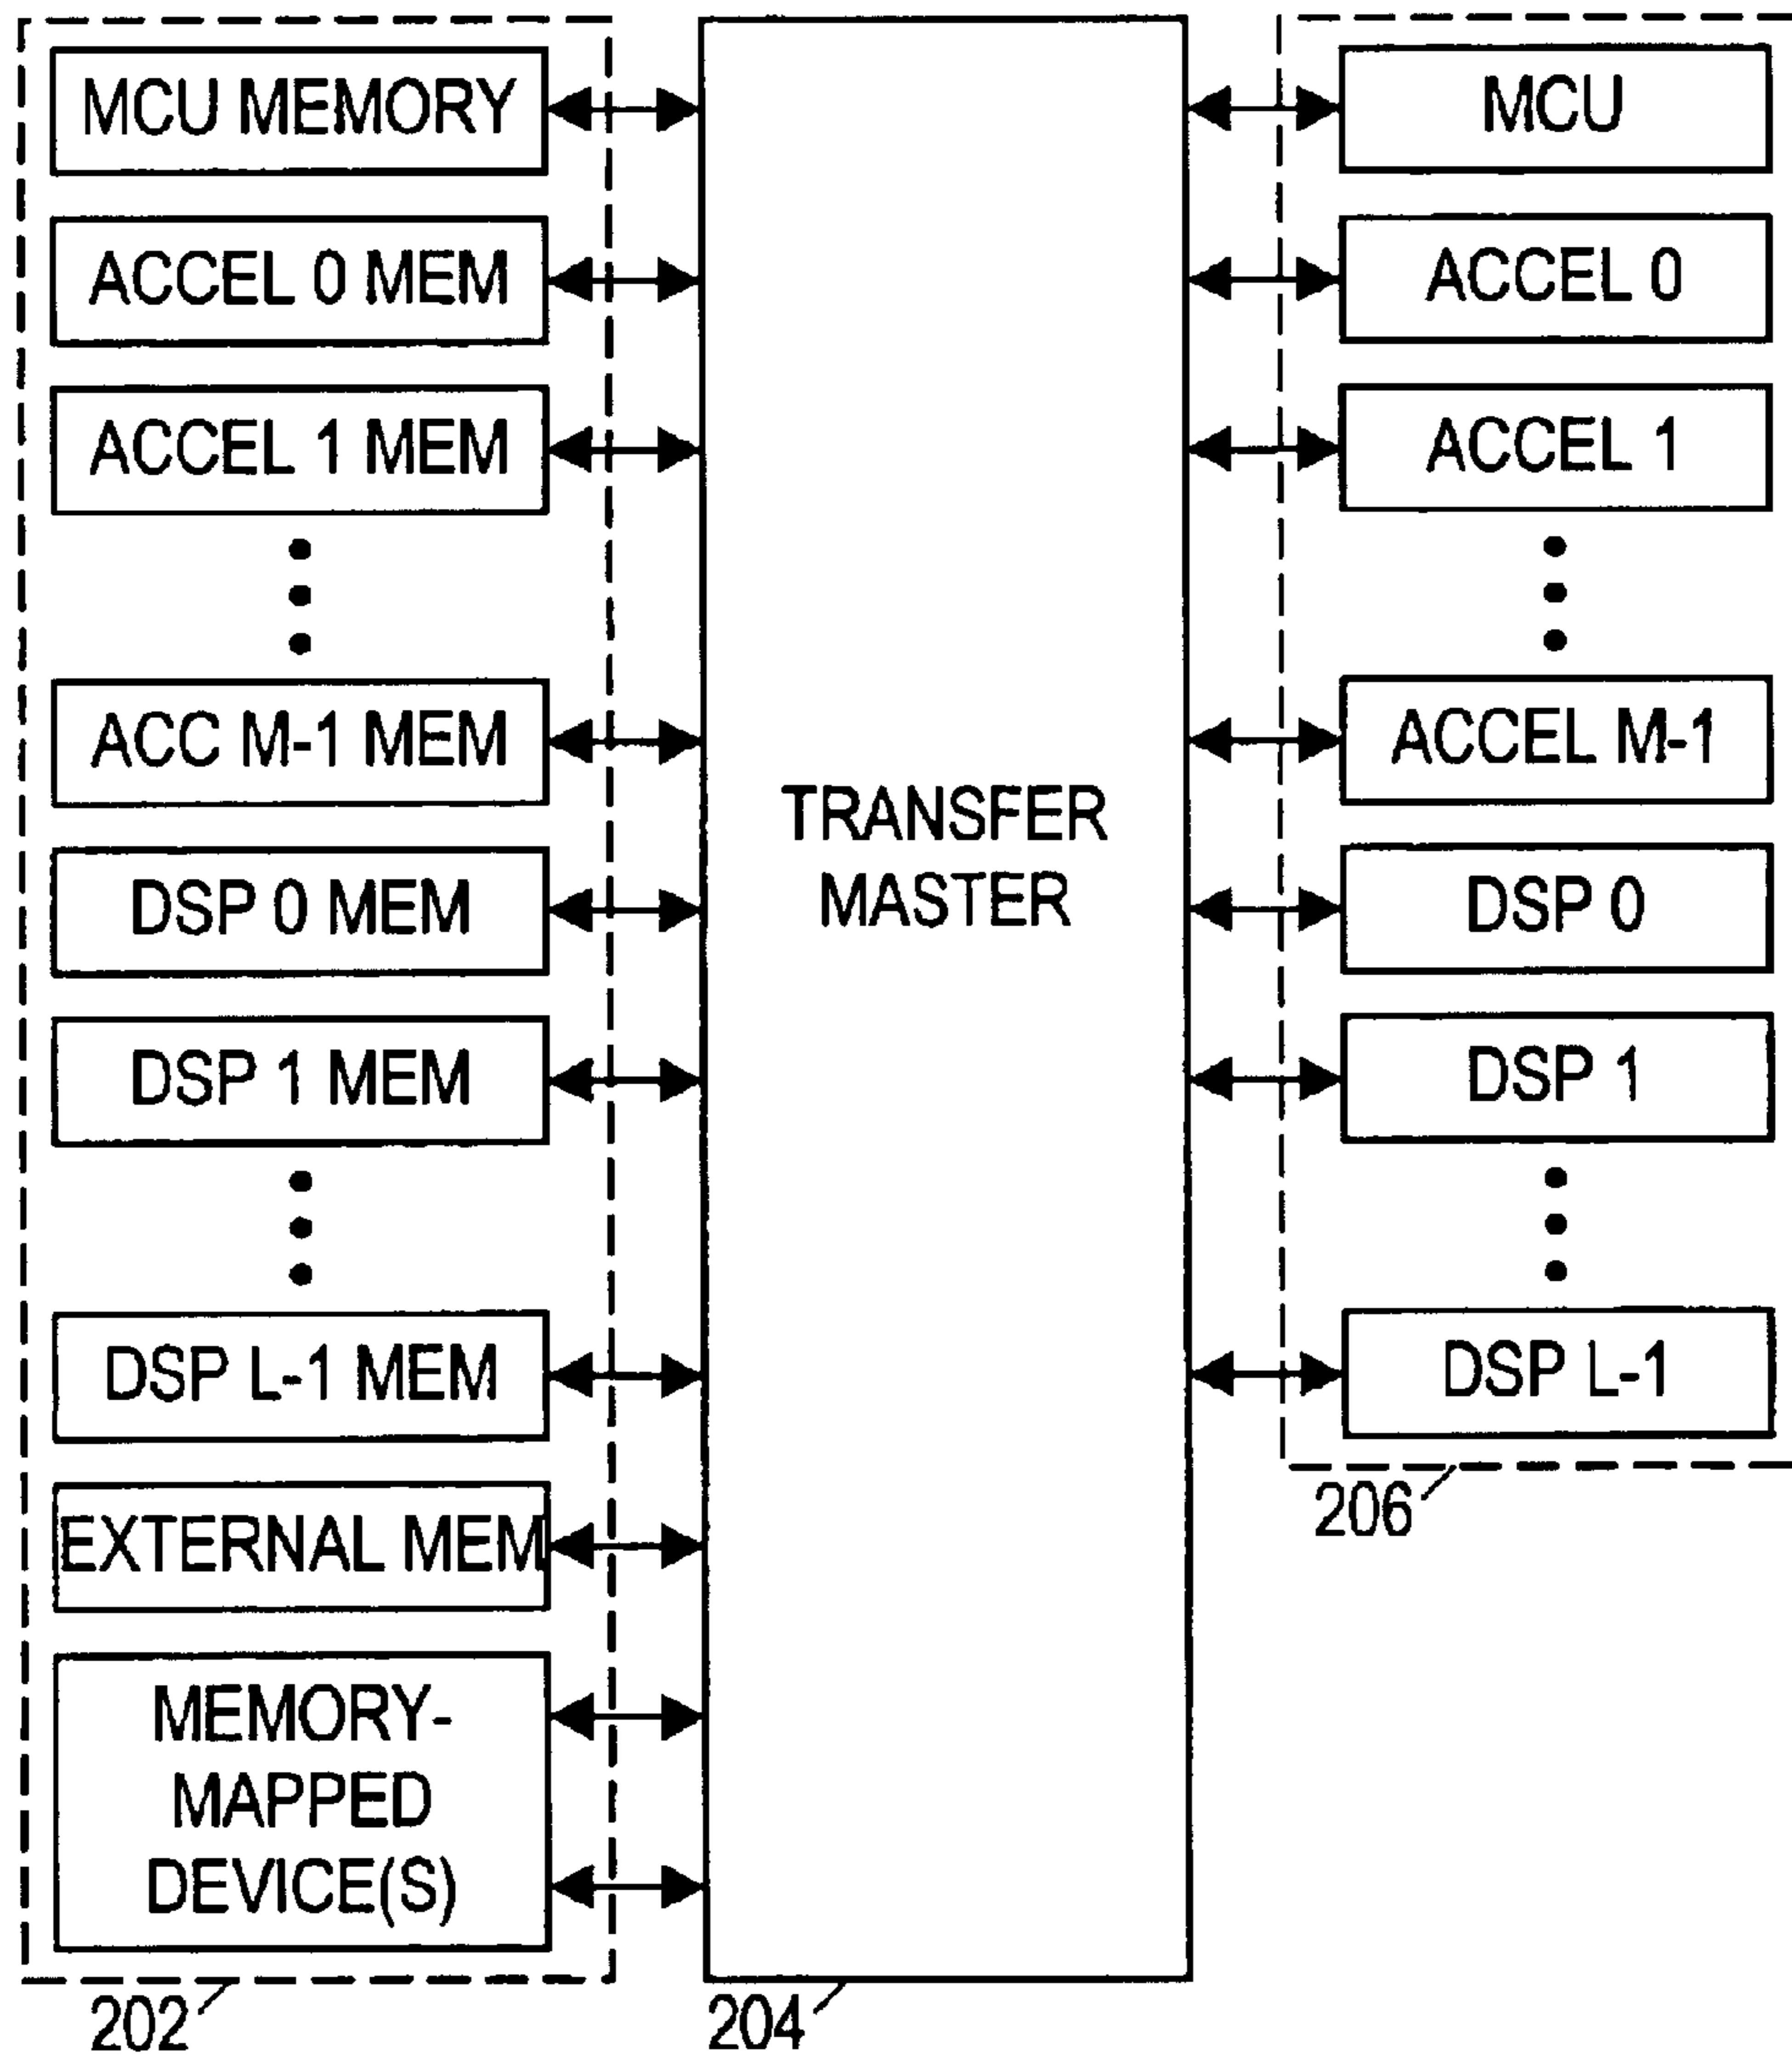 MCU MEMORY
ACCEL 0 MEM
ACCEL 1 MEM
ACC M-1 MEM
DSP 0 MEM
DSP 1 MEM
DSP L-1 MEM
EXTERNAL MEM
MEMORY-
MAPPED
DEVICE(S)
202
TRANSFER
MASTER
204
MCU
ACCEL 0
ACCEL 1
ACCEL M-1
DSP 0
DSP 1
DSP L-1
206